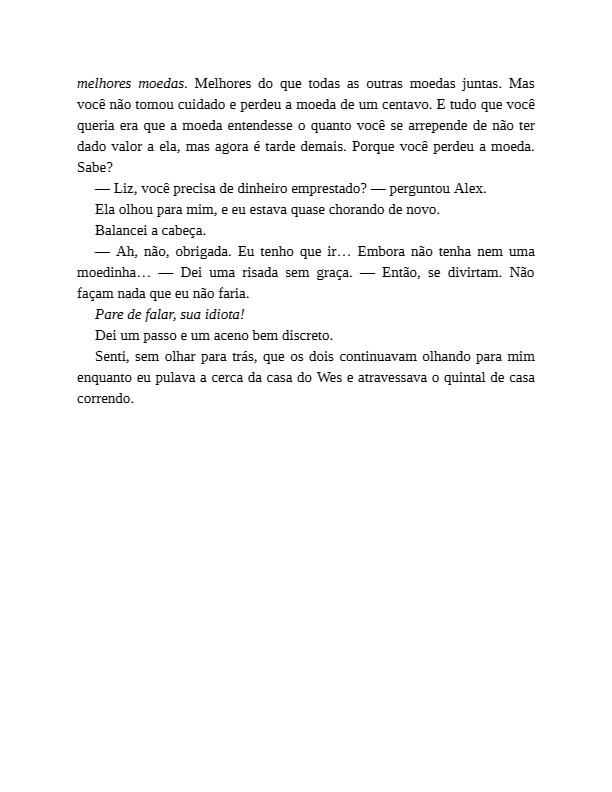 melhores moedas. Melhores do que todas as outras moedas juntas. Mas
você não tomou cuidado e perdeu a moeda de um centavo. E tudo que você
queria era que a moeda entendesse o quanto você se arrepende de não ter
dado valor a ela, mas agora é tarde demais. Porque você perdeu a moeda.
Sabe?
— Liz, você precisa de dinheiro emprestado? — perguntou Alex.
Ela olhou para mim, e eu estava quase chorando de novo.
Balancei a cabeça.
— Ah, não, obrigada. Eu tenho que ir… Embora não tenha nem uma
moedinha… — Dei uma risada sem graça. — Então, se divirtam. Não
façam nada que eu não faria.
Pare de falar, sua idiota!
Dei um passo e um aceno bem discreto.
Senti, sem olhar para trás, que os dois continuavam olhando para mim
enquanto eu pulava a cerca da casa do Wes e atravessava o quintal de casa
correndo.